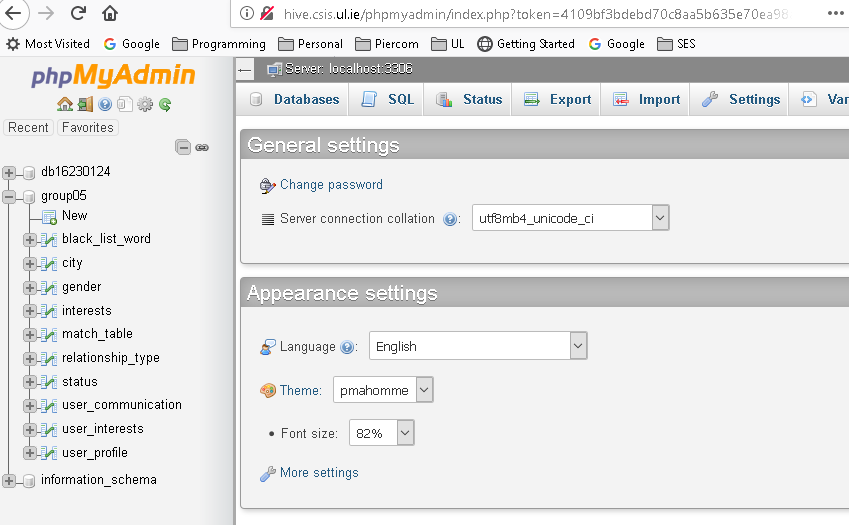 hive.csis.ul.ie/phpmyadmin/index.php?token=4109bf3bdebd70c8aa5b635e70ea98
Most Visited Google Programming Personal Piercom UL Getting Started Google SES
phpMyAdmin
Server: localhost:3306
Databases SQL Status Export Import Settings Var
Recent Favorites
db16230124
group05
New
black_list_word
city
gender
interests
match_table
relationship_type
status
user_communication
user_interests
user_profile
information_schema
General settings
Change password
Server connection collation utf8mb4_unicode_ci
Appearance settings
Language English
Theme: pmahomme
Font size: 82%
More settings